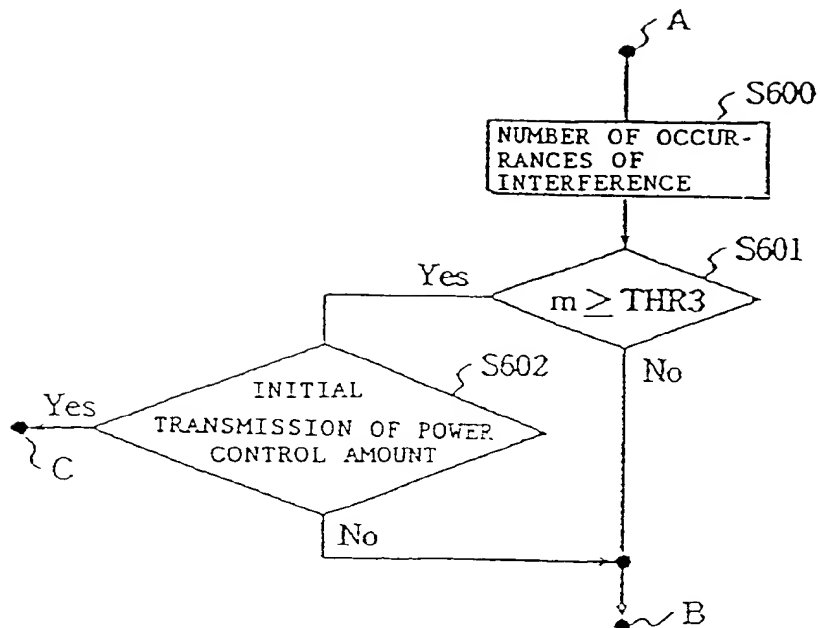 A
S600
NUMBER OF OCCUR-
RANCES OF
INTERFERENCE
S601
Yes
m ≥ THR3
No
S602
INITIAL
TRANSMISSION OF POWER
CONTROL AMOUNT
Yes
C
No
B